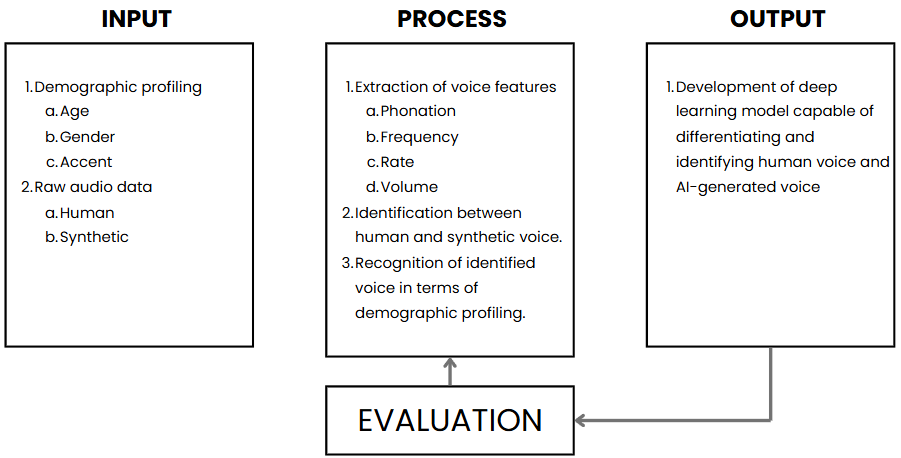 INPUT
1. Demographic profiling
a. Age
b. Gender
c. Accent
2. Raw audio data
a. Human
b. Synthetic
PROCESS
1. Extraction of voice features
a. Phonation
b. Frequency
c. Rate
d. Volume
2. Identification between
human and synthetic voice.
3. Recognition of identified
voice in terms of
demographic profiling.
OUTPUT
1. Development of deep
learning model capable of
differentiating and
identifying human voice and
AI-generated voice
EVALUATION